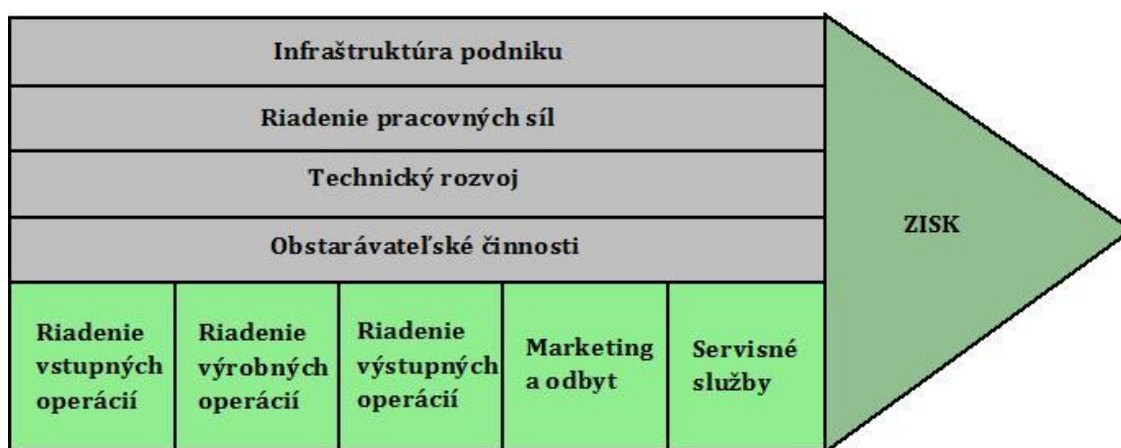 Infraštruktúra podniku
Riadenie pracovných síl
Technický rozvoj
Obstarávateľské činnosti
ZISK
Riadenie
vstupných
operácií
Riadenie
výrobných
operácií
Riadenie
výstupných
operácií
Marketing
a odbyt
Servisné
služby